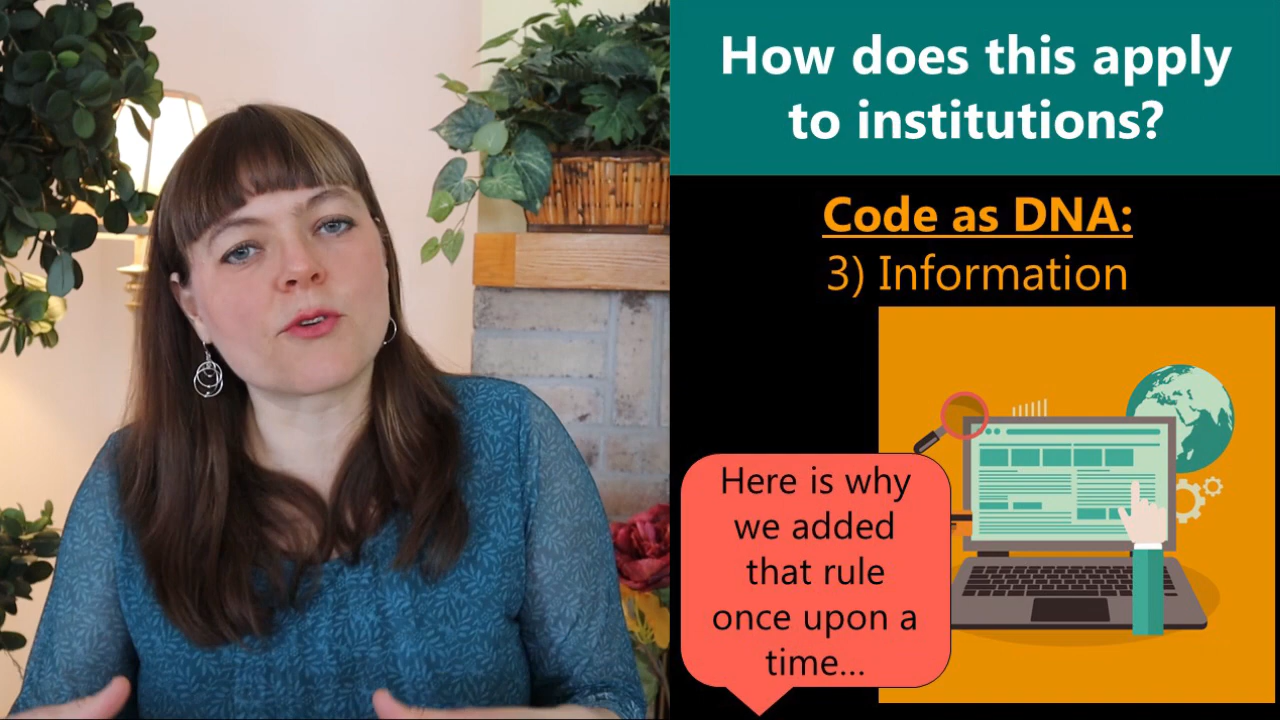 How does this apply
to institutions?
Code as DNA:
3) Information
Here is why
we added
that rule
once upon a
time...